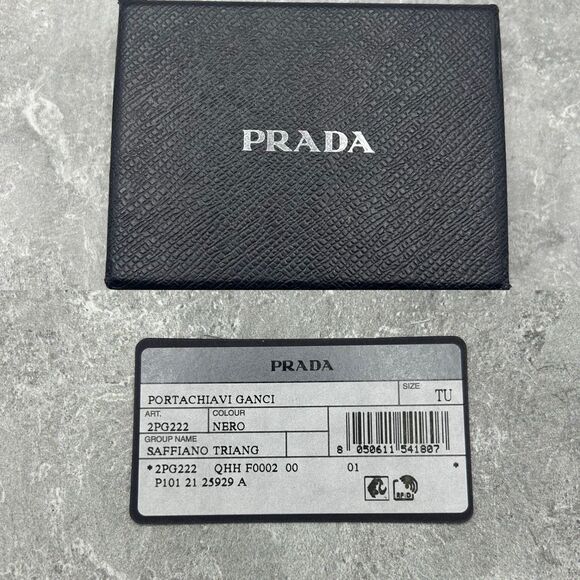 PRADA
PRADA
PORTACHIAVI GANCI
SIZE
TU
ART.
COLOUR
2PG222
NERO
GROUP NAME
SAFFIANO TRIANG
8 050611 541807
*2PG222 QHH F0002 00 01 *
P101 21 25929 A
RFID